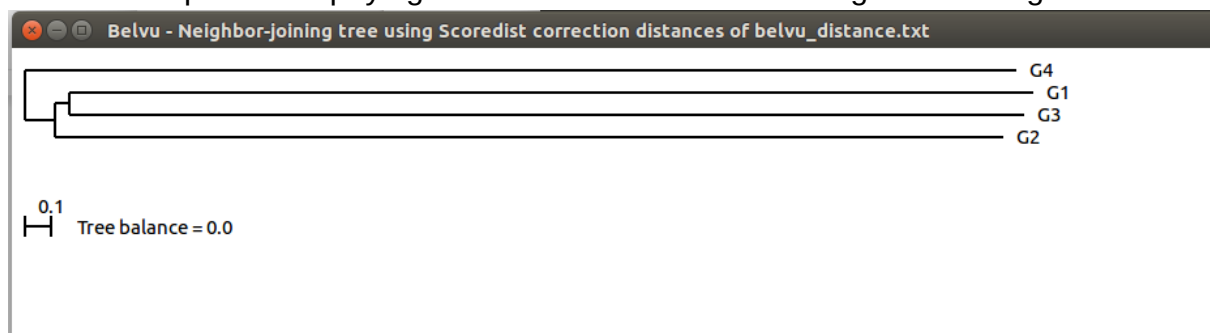 Belvu - Neighbor-joining tree using Scoredist correction distances of belvu_distance.txt
G4
G1
G3
G2
0.1
Tree balance = 0.0